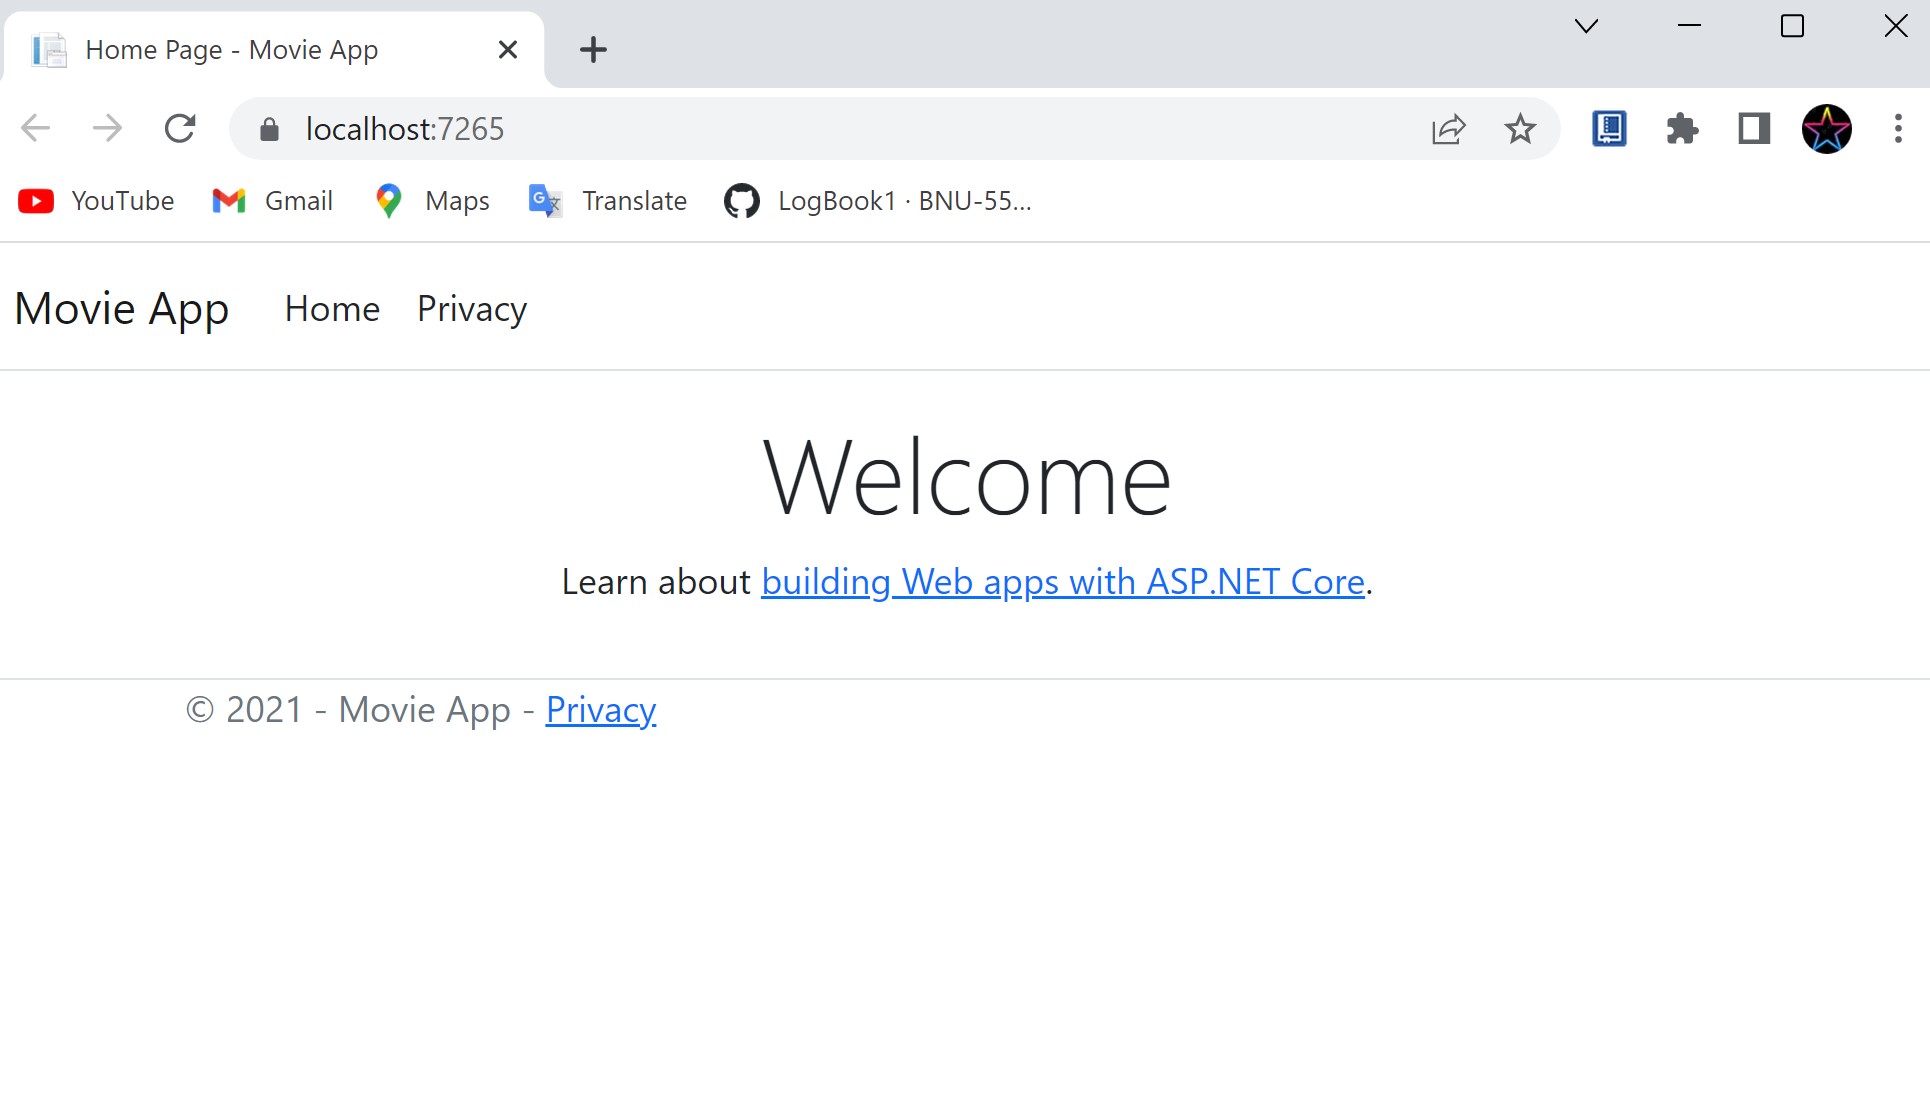 Home Page - Movie App
localhost:7265
YouTube Gmail Maps Translate LogBook1 · BNU-55...
Movie App Home Privacy
Welcome
Learn about building Web apps with ASP.NET Core.
© 2021 - Movie App - Privacy